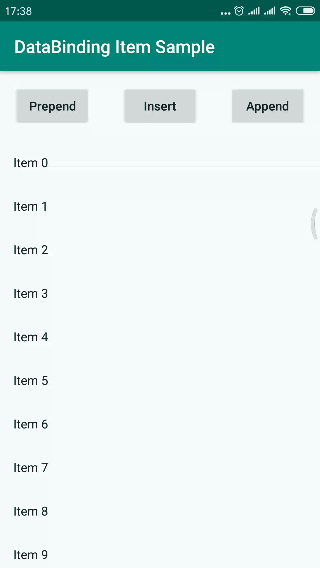 17:38
DataBinding Item Sample
Prepend Insert Append
Item 0
Item 1
Item 2
Item 3
Item 4
Item 5
Item 6
Item 7
Item 8
Item 9